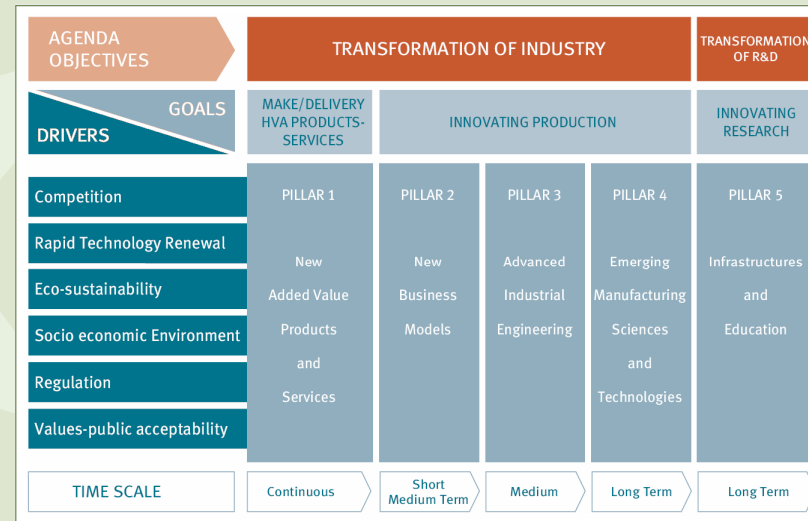 AGENDA
OBJECTIVES
TRANSFORMATION OF INDUSTRY
TRANSFORMATION
OF R&D
GOALS
DRIVERS
MAKE/DELIVERY
HVA PRODUCTS-
SERVICES
INNOVATING PRODUCTION
INNOVATING
RESEARCH
Competition
Rapid Technology Renewal
Eco-sustainability
Socio economic Environment
Regulation
Values-public acceptability
PILLAR 1
New
Added Value
Products
and
Services
PILLAR 2
New
Business
Models
PILLAR 3
Advanced
Industrial
Engineering
PILLAR 4
Emerging
Manufacturing
Sciences
and
Technologies
PILLAR 5
Infrastructures
and
Education
TIME SCALE
Continuous
Short
Medium Term
Medium
Long Term
Long Term